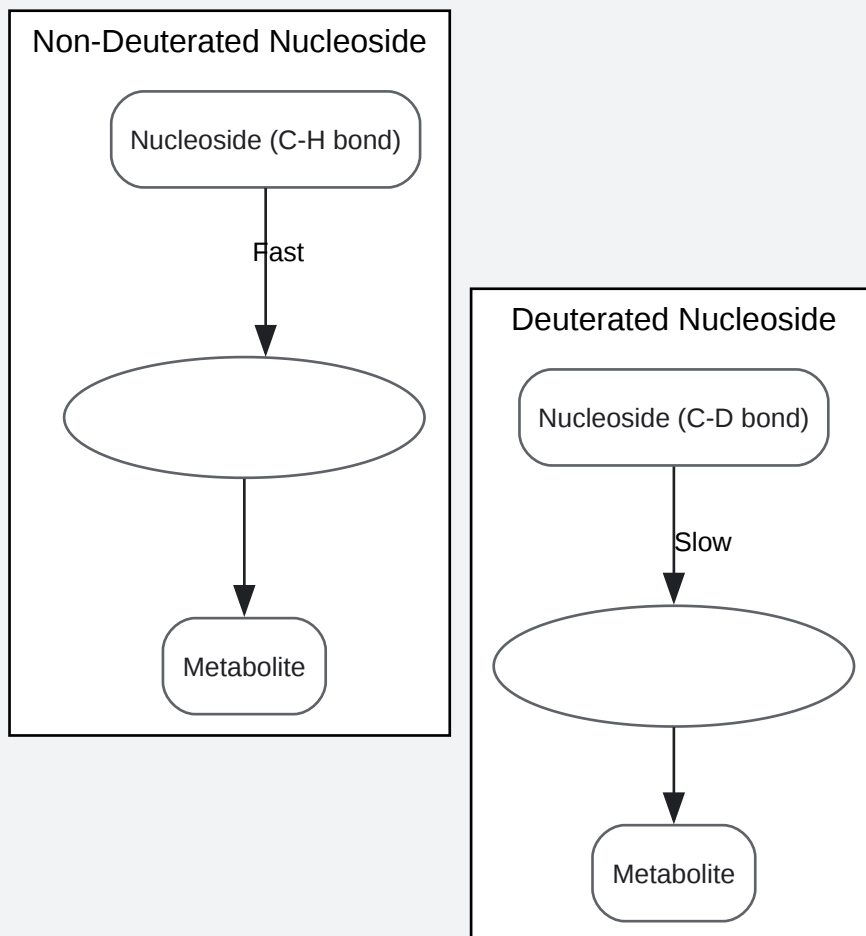 Non-Deuterated Nucleoside
Nucleoside (C-H bond)
Fast
Metabolite
Deuterated Nucleoside
Nucleoside (C-D bond)
Slow
Metabolite